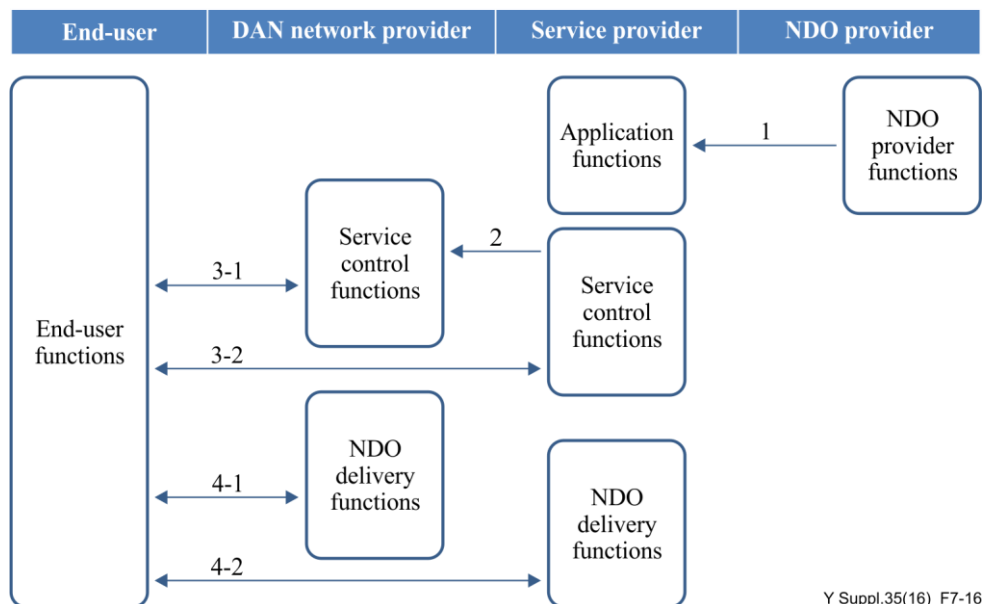 End-user DAN network provider Service provider NDO provider
Application
functions
1
NDO
provider
functions
Service
control
functions
2
Service
control
functions
3-1
3-2
End-user
functions
NDO
delivery
functions
4-1
NDO
delivery
functions
4-2
Y Suppl.35(16)_F7-16